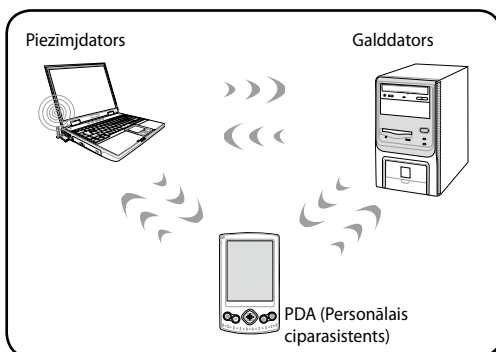 Piezīmjdators
Galddators
PDA (Personālais
ciparasistents)